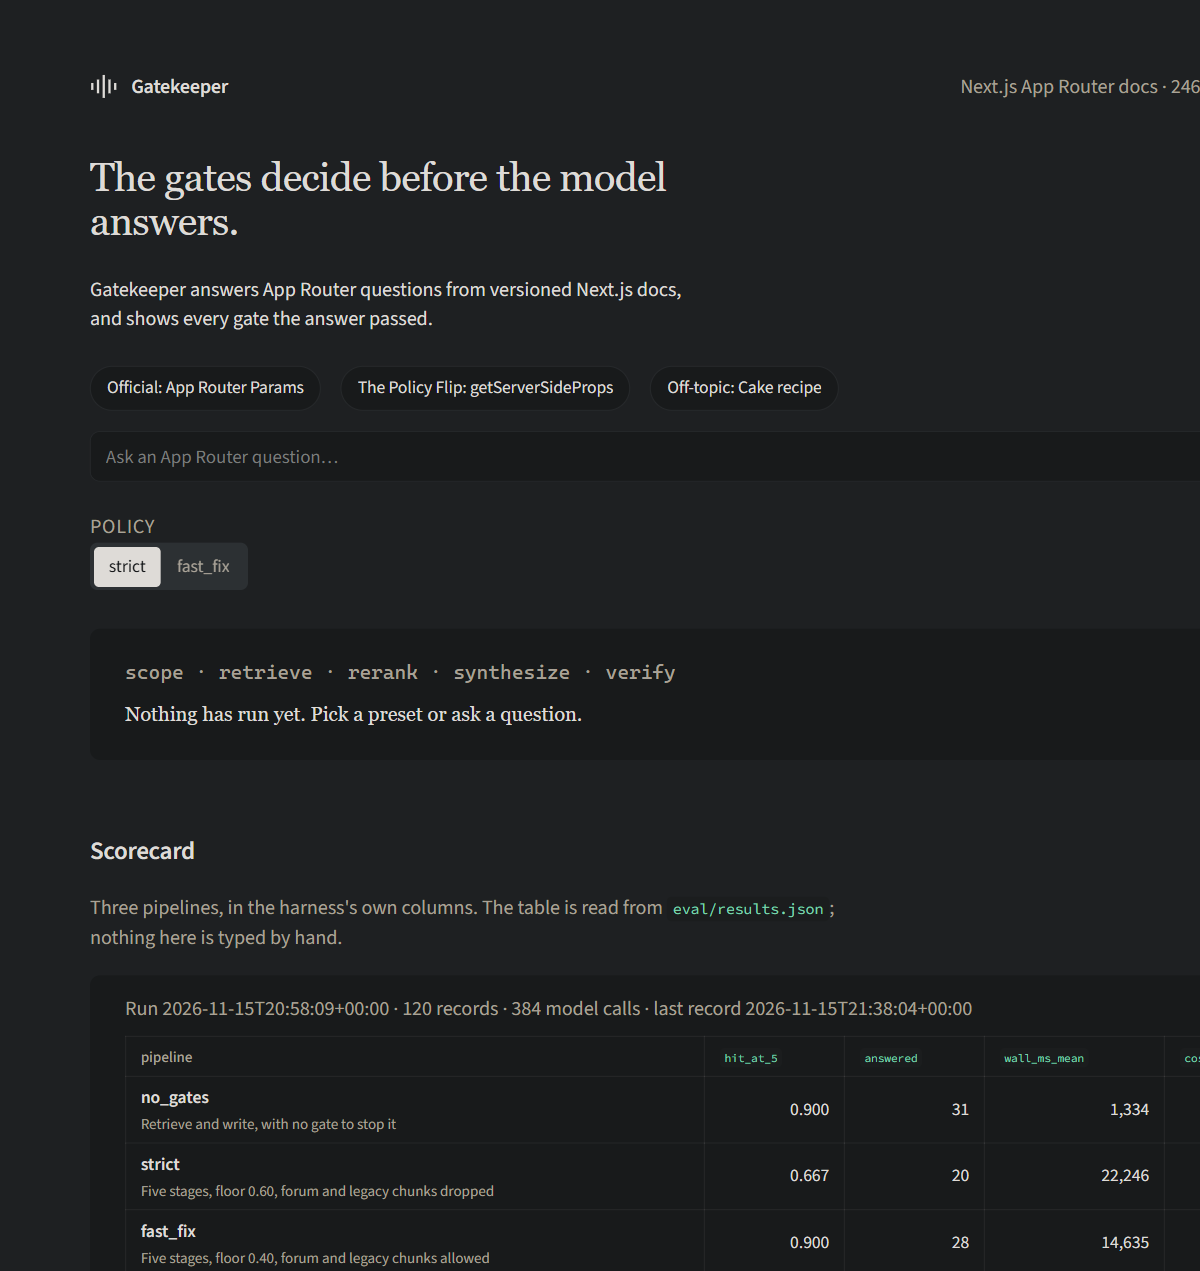 Gatekeeper
Next.js App Router docs · 246
The gates decide before the model
answers.
Gatekeeper answers App Router questions from versioned Next.js docs,
and shows every gate the answer passed.
Official: App Router Params
The Policy Flip: getServerSideProps
Off-topic: Cake recipe
Ask an App Router question…
POLICY
strict
fast_fix
scope · retrieve · rerank · synthesize · verify
Nothing has run yet. Pick a preset or ask a question.
Scorecard
Three pipelines, in the harness's own columns. The table is read from eval/results.json ;
nothing here is typed by hand.
Run 2026-11-15T20:58:09+00:00 · 120 records · 384 model calls · last record 2026-11-15T21:38:04+00:00
pipeline hit_at_5 answered wall_ms_mean cos
no_gates 0.900 31 1,334
Retrieve and write, with no gate to stop it
strict 0.667 20 22,246
Five stages, floor 0.60, forum and legacy chunks dropped
fast_fix 0.900 28 14,635
Five stages, floor 0.40, forum and legacy chunks allowed